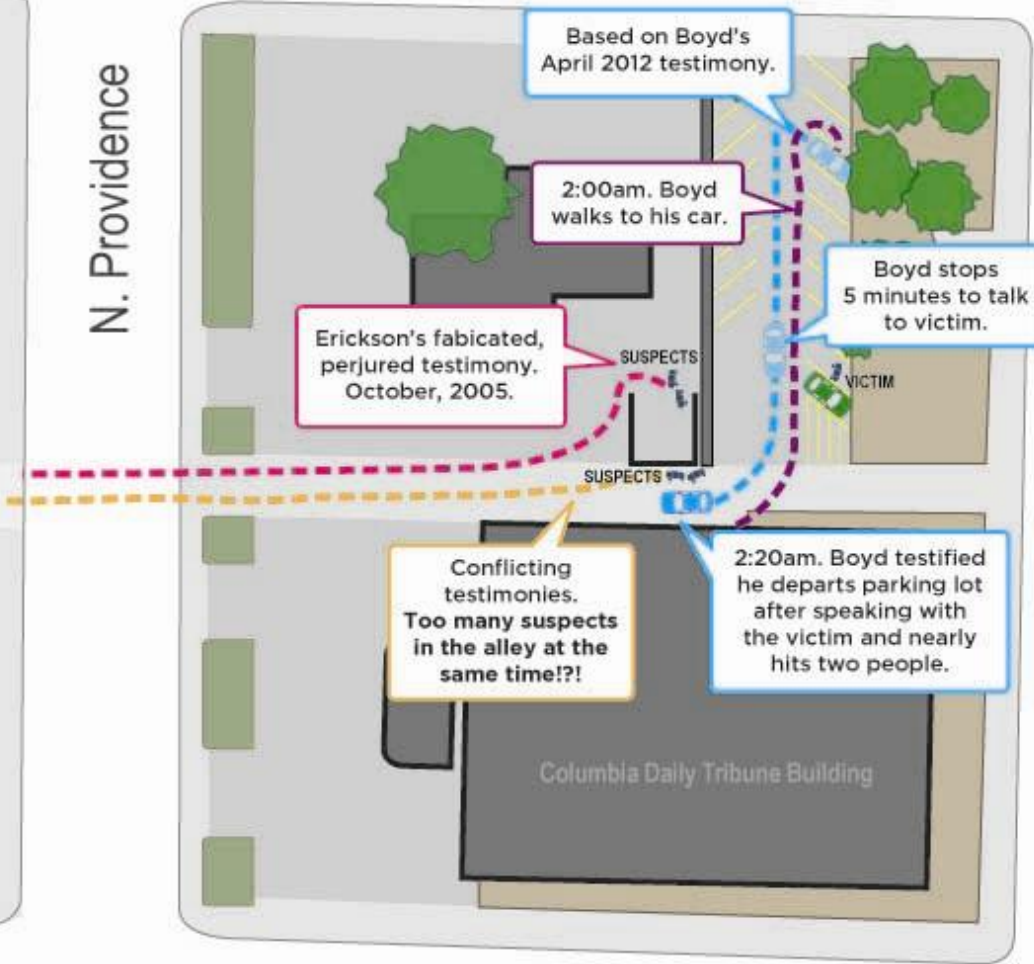 N. Providence
Based on Boyd's
April 2012 testimony.
2:00am. Boyd
walks to his car.
Boyd stops
5 minutes to talk
to victim.
Erickson's fabicated,
perjured testimony.
October, 2005.
SUSPECTS
VICTIM
SUSPECTS
Conflicting
testimonies.
Too many suspects
in the alley at the
same time!?!
2:20am. Boyd testified
he departs parking lot
after speaking with
the victim and nearly
hits two people.
Columbia Daily Tribune Building